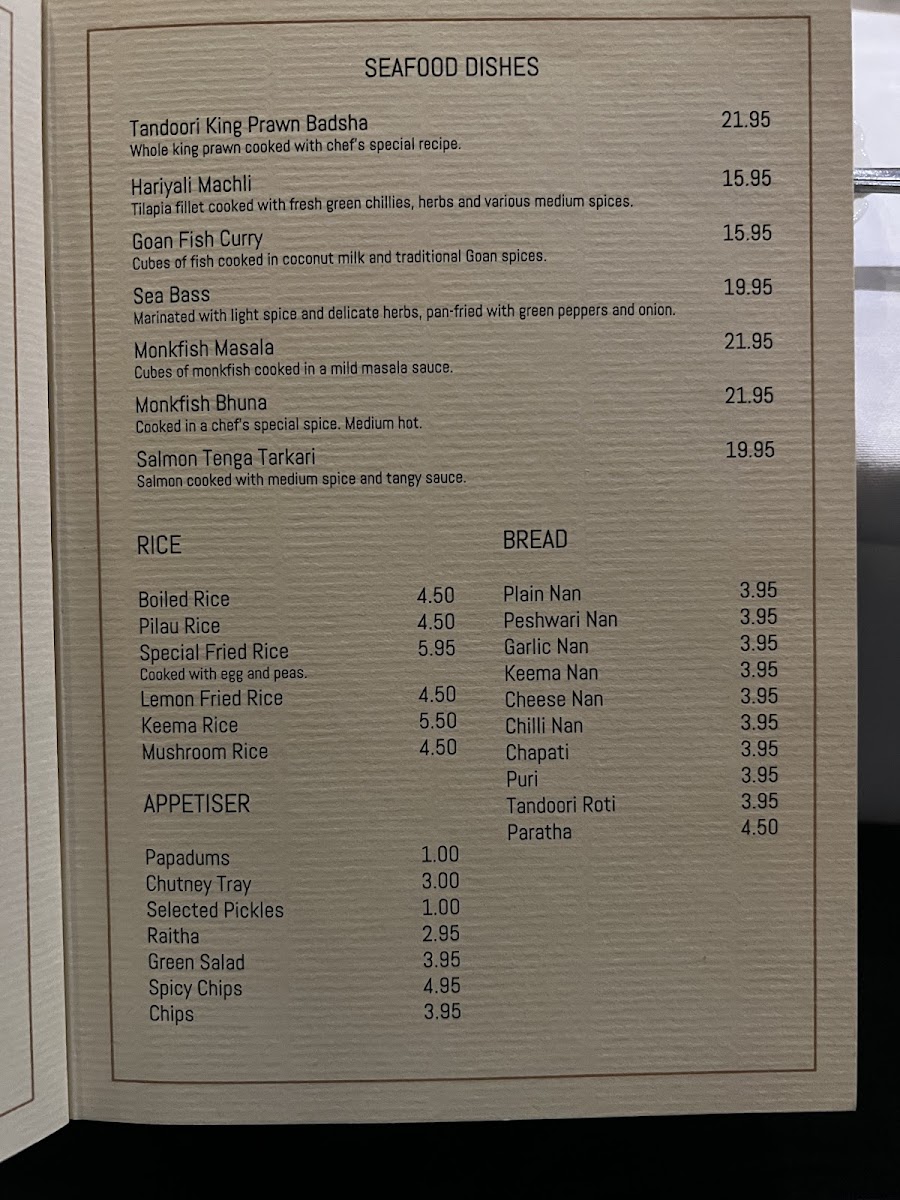 SEAFOOD DISHES
Tandoori King Prawn Badsha 21.95
Whole king prawn cooked with chef's special recipe.
Hariyali Machli 15.95
Tilapia fillet cooked with fresh green chillies, herbs and various medium spices.
Goan Fish Curry 15.95
Cubes of fish cooked in coconut milk and traditional Goan spices.
Sea Bass 19.95
Marinated with light spice and delicate herbs, pan-fried with green peppers and onion.
Monkfish Masala 21.95
Cubes of monkfish cooked in a mild masala sauce.
Monkfish Bhuna 21.95
Cooked in a chef's special spice. Medium hot.
Salmon Tenga Tarkari 19.95
Salmon cooked with medium spice and tangy sauce.
RICE
Boiled Rice 4.50
Pilau Rice 4.50
Special Fried Rice 5.95
Cooked with egg and peas.
Lemon Fried Rice 4.50
Keema Rice 5.50
Mushroom Rice 4.50
APPETISER
Papadums 1.00
Chutney Tray 3.00
Selected Pickles 1.00
Raitha 2.95
Green Salad 3.95
Spicy Chips 4.95
Chips 3.95
BREAD
Plain Nan 3.95
Peshwari Nan 3.95
Garlic Nan 3.95
Keema Nan 3.95
Cheese Nan 3.95
Chilli Nan 3.95
Chapati 3.95
Puri 3.95
Tandoori Roti 3.95
Paratha 4.50